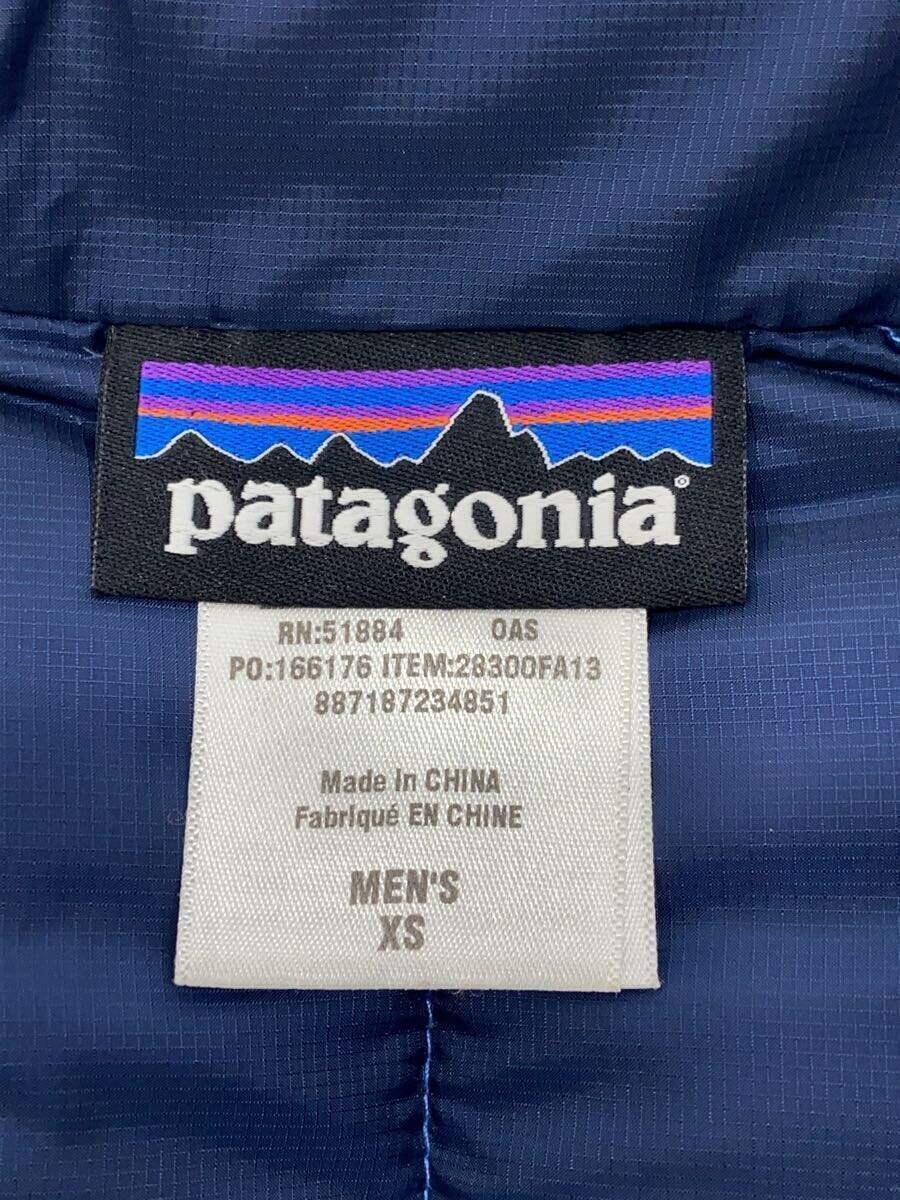 patagonia®
RN:51884 OAS
PO:166176 ITEM:28300FA13
887187234851
Made in CHINA
Fabriqué EN CHINE
MEN'S
XS